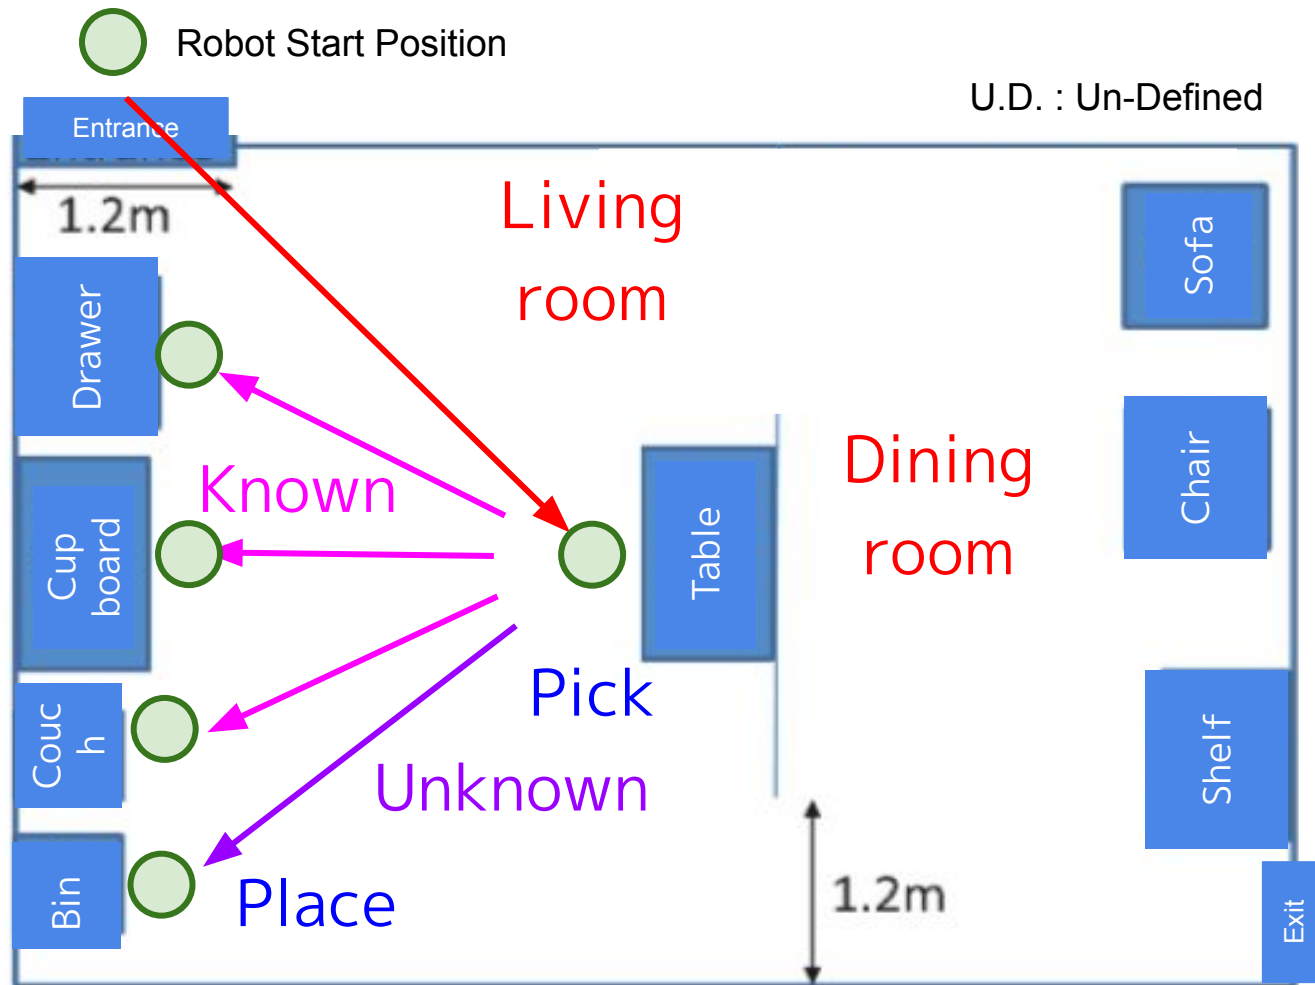 Robot Start Position
U.D. : Un-Defined
Entrance
1.2m
Living
room
Sofa
Drawer
Known
Dining
room
Chair
Cup
board
Table
Pick
Couc
h
Unknown
Shelf
Bin
Place
1.2m
Exit